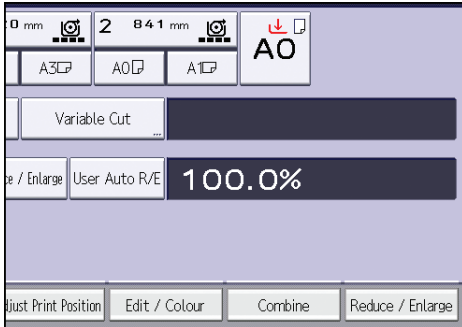 0 mm 2 841 mm
A0
A3 A0 A1
Variable Cut
ce / Enlarge User Auto R/E 100.0%
djust Print Position Edit / Colour Combine Reduce / Enlarge